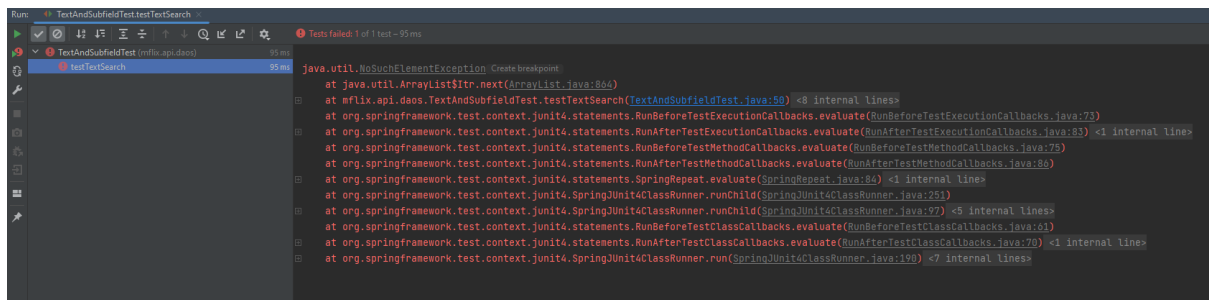 Run: TextAndSubfieldTest.testTextSearch ×
Tests failed: 1 of 1 test – 95 ms
TextAndSubfieldTest (mflix.api.daos) 95 ms
testTextSearch 95 ms
java.util.NoSuchElementException Create breakpoint
at java.util.ArrayList$Itr.next(ArrayList.java:864)
at mflix.api.daos.TextAndSubfieldTest.testTextSearch(TextAndSubfieldTest.java:50) <8 internal lines>
at org.springframework.test.context.junit4.statements.RunBeforeTestExecutionCallbacks.evaluate(RunBeforeTestExecutionCallbacks.java:73)
at org.springframework.test.context.junit4.statements.RunAfterTestExecutionCallbacks.evaluate(RunAfterTestExecutionCallbacks.java:83) <1 internal line>
at org.springframework.test.context.junit4.statements.RunBeforeTestMethodCallbacks.evaluate(RunBeforeTestMethodCallbacks.java:75)
at org.springframework.test.context.junit4.statements.RunAfterTestMethodCallbacks.evaluate(RunAfterTestMethodCallbacks.java:86)
at org.springframework.test.context.junit4.statements.SpringRepeat.evaluate(SpringRepeat.java:84) <1 internal line>
at org.springframework.test.context.junit4.SpringJUnit4ClassRunner.runChild(SpringJUnit4ClassRunner.java:251)
at org.springframework.test.context.junit4.SpringJUnit4ClassRunner.runChild(SpringJUnit4ClassRunner.java:97) <5 internal lines>
at org.springframework.test.context.junit4.statements.RunBeforeTestClassCallbacks.evaluate(RunBeforeTestClassCallbacks.java:61)
at org.springframework.test.context.junit4.statements.RunAfterTestClassCallbacks.evaluate(RunAfterTestClassCallbacks.java:70) <1 internal line>
at org.springframework.test.context.junit4.SpringJUnit4ClassRunner.run(SpringJUnit4ClassRunner.java:190) <7 internal lines>